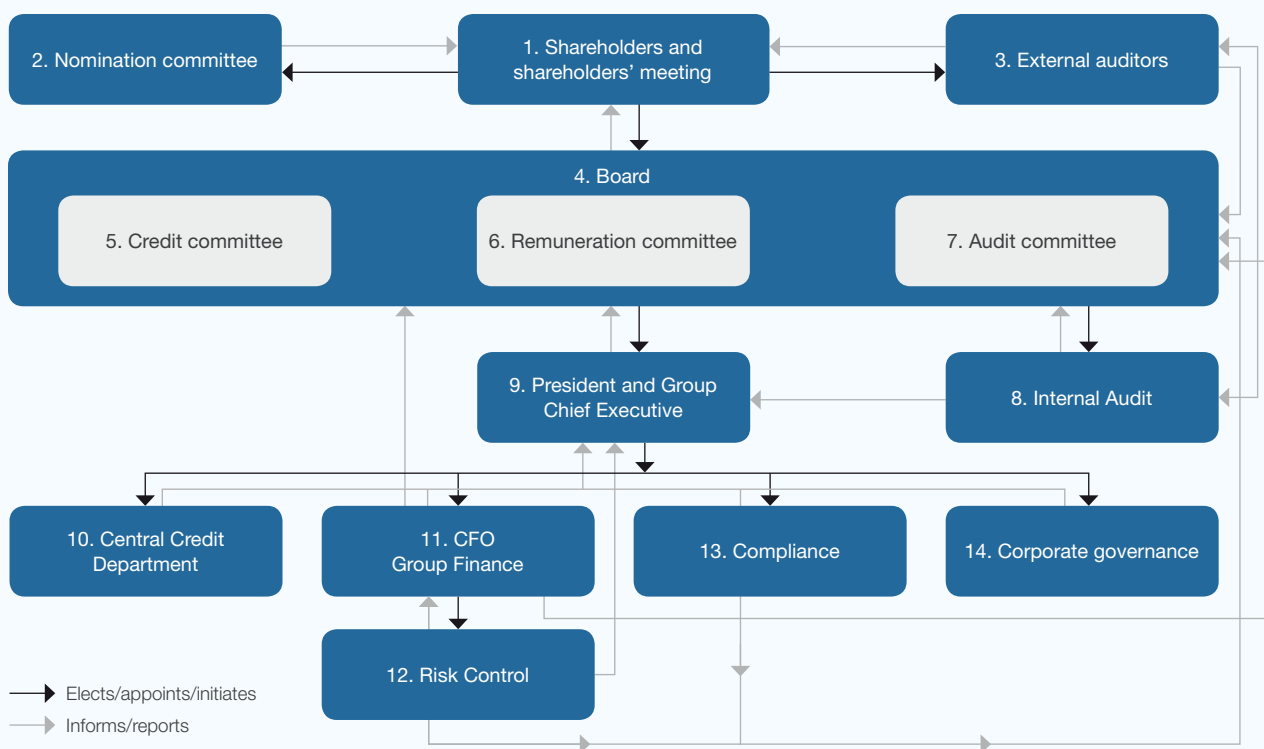 2. Nomination committee
1. Shareholders and
shareholders’ meeting
3. External auditors
4. Board
5. Credit committee
6. Remuneration committee
7. Audit committee
9. President and Group
Chief Executive
8. Internal Audit
10. Central Credit
Department
11. CFO
Group Finance
13. Compliance
14. Corporate governance
12. Risk Control
Elects/appoints/initiates
Informs/reports